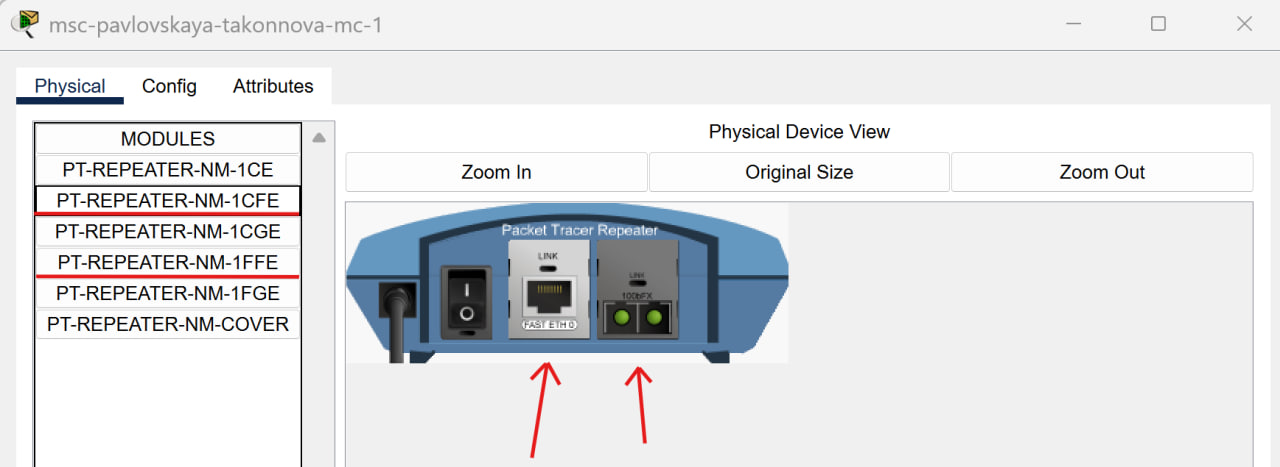 msc-pavlovskaya-takonnova-mc-1
Physical Config Attributes
MODULES
PT-REPEATER-NM-1CE
PT-REPEATER-NM-1CFE
PT-REPEATER-NM-1CGE
PT-REPEATER-NM-1FFE
PT-REPEATER-NM-1FGE
PT-REPEATER-NM-COVER
Physical Device View
Zoom In Original Size Zoom Out
Packet Tracer Repeater
LINK
FAST ETH 0
LINK
100bFX